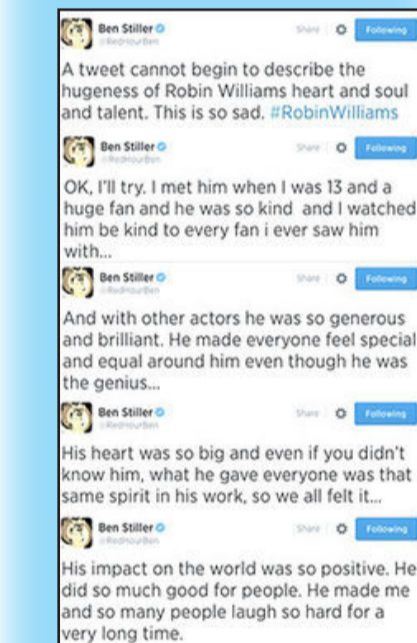 Ben Stiller
@RedHourBen
Share
Following
A tweet cannot begin to describe the
hugeness of Robin Williams heart and soul
and talent. This is so sad. #RobinWilliams
Ben Stiller
@RedHourBen
Share
Following
OK, I'll try. I met him when I was 13 and a
huge fan and he was so kind and I watched
him be kind to every fan i ever saw him
with...
Ben Stiller
@RedHourBen
Share
Following
And with other actors he was so generous
and brilliant. He made everyone feel special
and equal around him even though he was
the genius...
Ben Stiller
@RedHourBen
Share
Following
His heart was so big and even if you didn't
know him, what he gave everyone was that
same spirit in his work, so we all felt it...
Ben Stiller
@RedHourBen
Share
Following
His impact on the world was so positive. He
did so much good for people. He made me
and so many people laugh so hard for a
very long time.